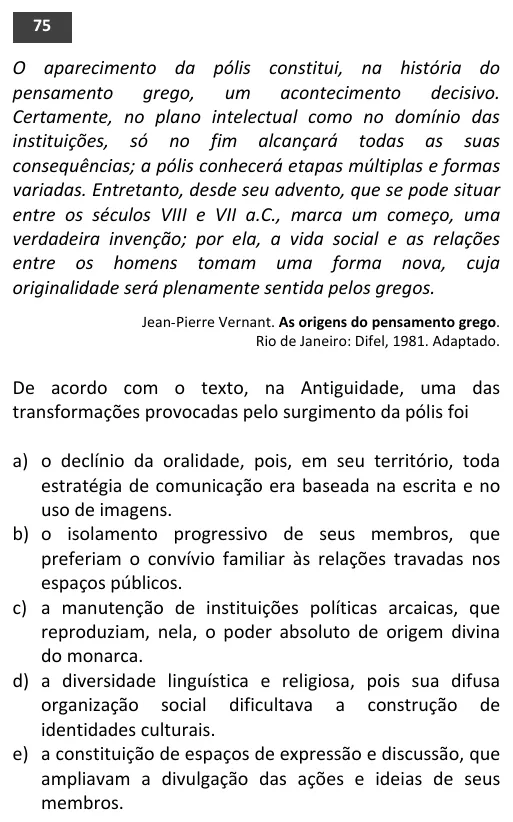 75
O aparecimento da pólis constitui, na história do
pensamento grego, um acontecimento decisivo.
Certamente, no plano intelectual como no domínio das
instituições, só no fim alcançará todas as suas
consequências; a pólis conhecerá etapas múltiplas e formas
variadas. Entretanto, desde seu advento, que se pode situar
entre os séculos VIII e VII a.C., marca um começo, uma
verdadeira invenção; por ela, a vida social e as relações
entre os homens tomam uma forma nova, cuja
originalidade será plenamente sentida pelos gregos.
Jean-Pierre Vernant. As origens do pensamento grego.
Rio de Janeiro: Difel, 1981. Adaptado.
De acordo com o texto, na Antiguidade, uma das
transformações provocadas pelo surgimento da pólis foi
a) o declínio da oralidade, pois, em seu território, toda
estratégia de comunicação era baseada na escrita e no
uso de imagens.
b) o isolamento progressivo de seus membros, que
preferiam o convívio familiar às relações travadas nos
espaços públicos.
c) a manutenção de instituições políticas arcaicas, que
reproduziam, nela, o poder absoluto de origem divina
do monarca.
d) a diversidade linguística e religiosa, pois sua difusa
organização social dificultava a construção de
identidades culturais.
e) a constituição de espaços de expressão e discussão, que
ampliavam a divulgação das ações e ideias de seus
membros.